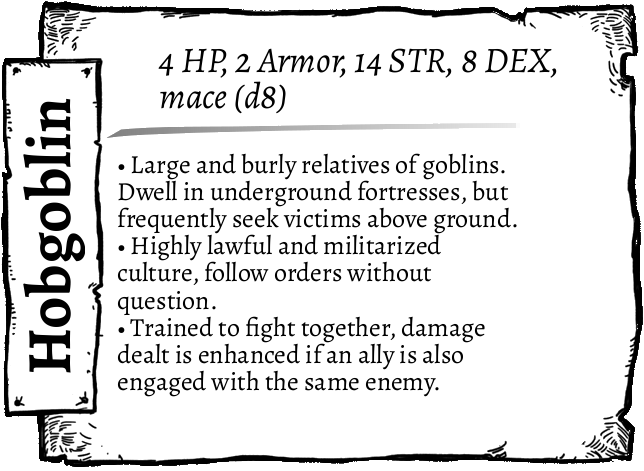 Hobgoblin
4 HP, 2 Armor, 14 STR, 8 DEX,
mace (d8)
• Large and burly relatives of goblins.
Dwell in underground fortresses, but
frequently seek victims above ground.
• Highly lawful and militarized
culture, follow orders without
question.
• Trained to fight together, damage
dealt is enhanced if an ally is also
engaged with the same enemy.